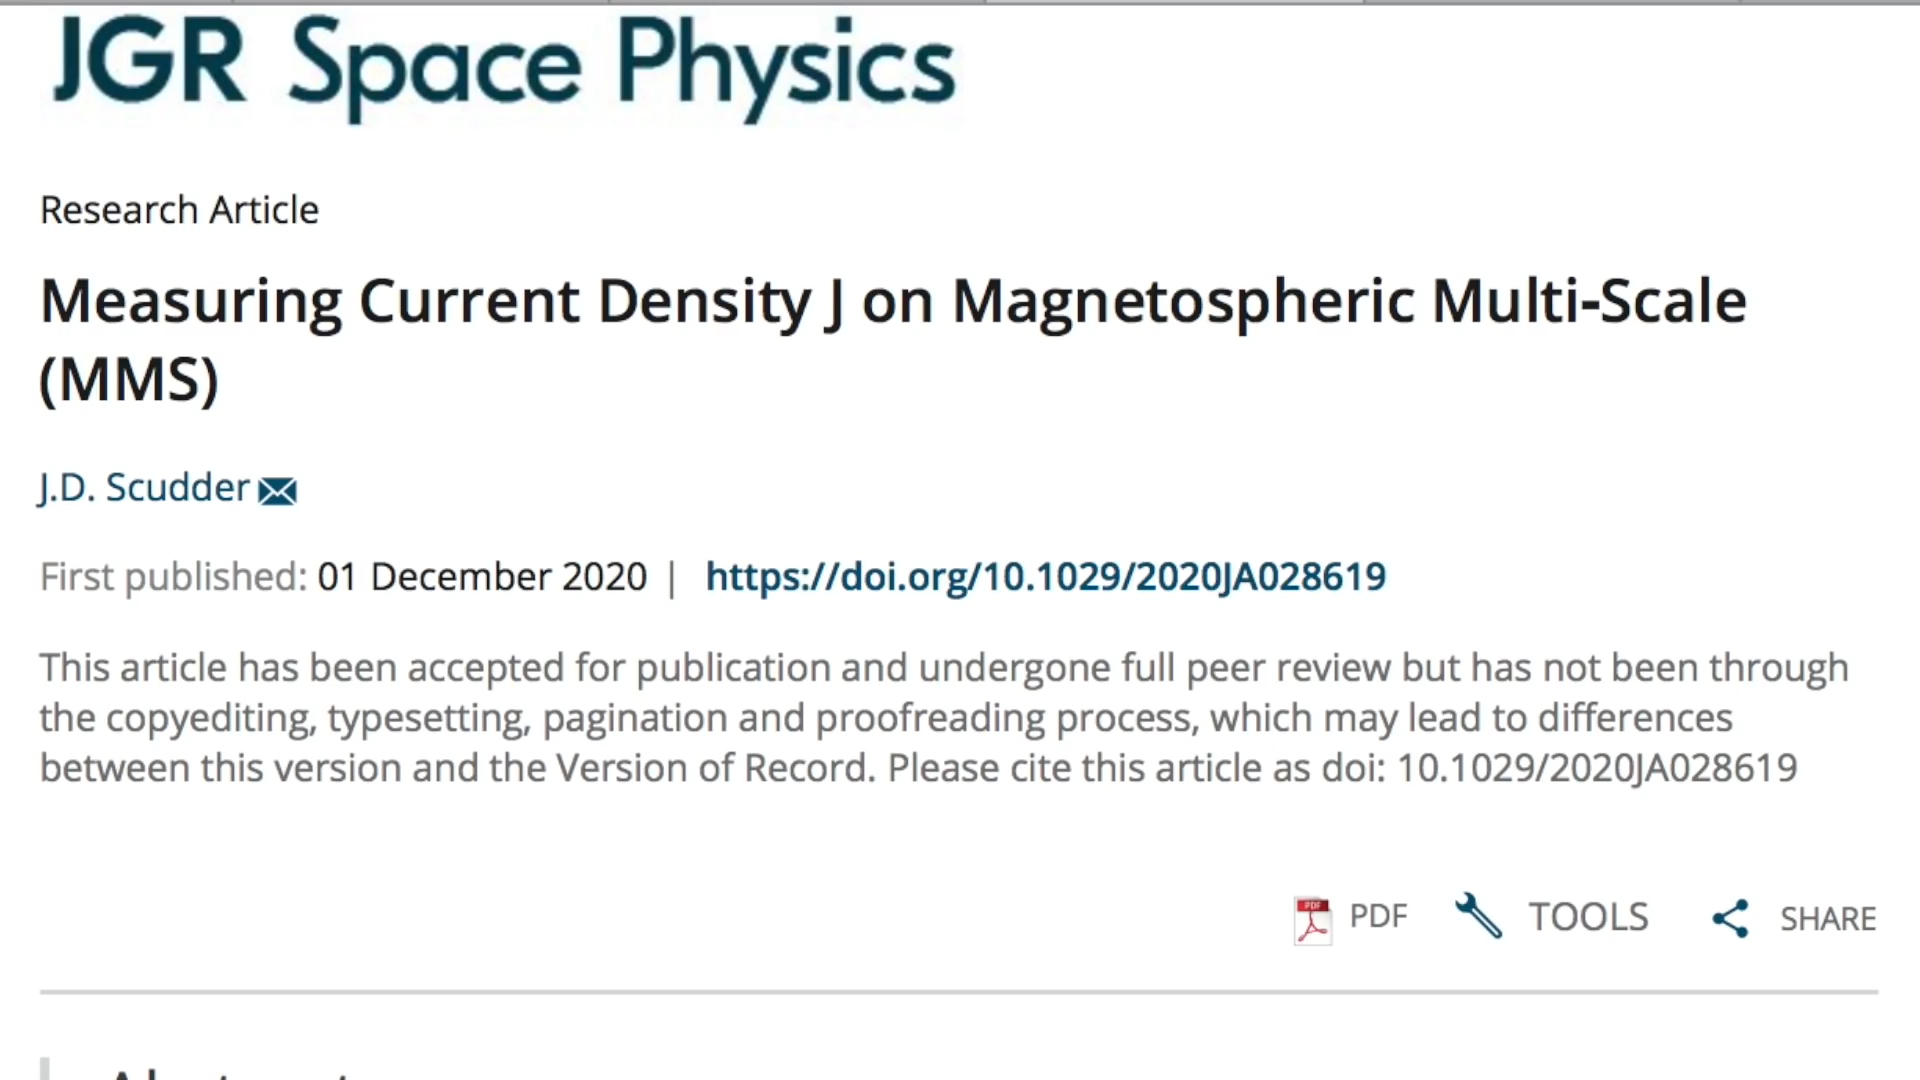 JGR Space Physics
Research Article
Measuring Current Density J on Magnetospheric Multi-Scale
(MMS)
J.D. Scudder
First published: 01 December 2020 | https://doi.org/10.1029/2020JA028619
This article has been accepted for publication and undergone full peer review but has not been through
the copyediting, typesetting, pagination and proofreading process, which may lead to differences
between this version and the Version of Record. Please cite this article as doi: 10.1029/2020JA028619
PDF PDF TOOLS SHARE